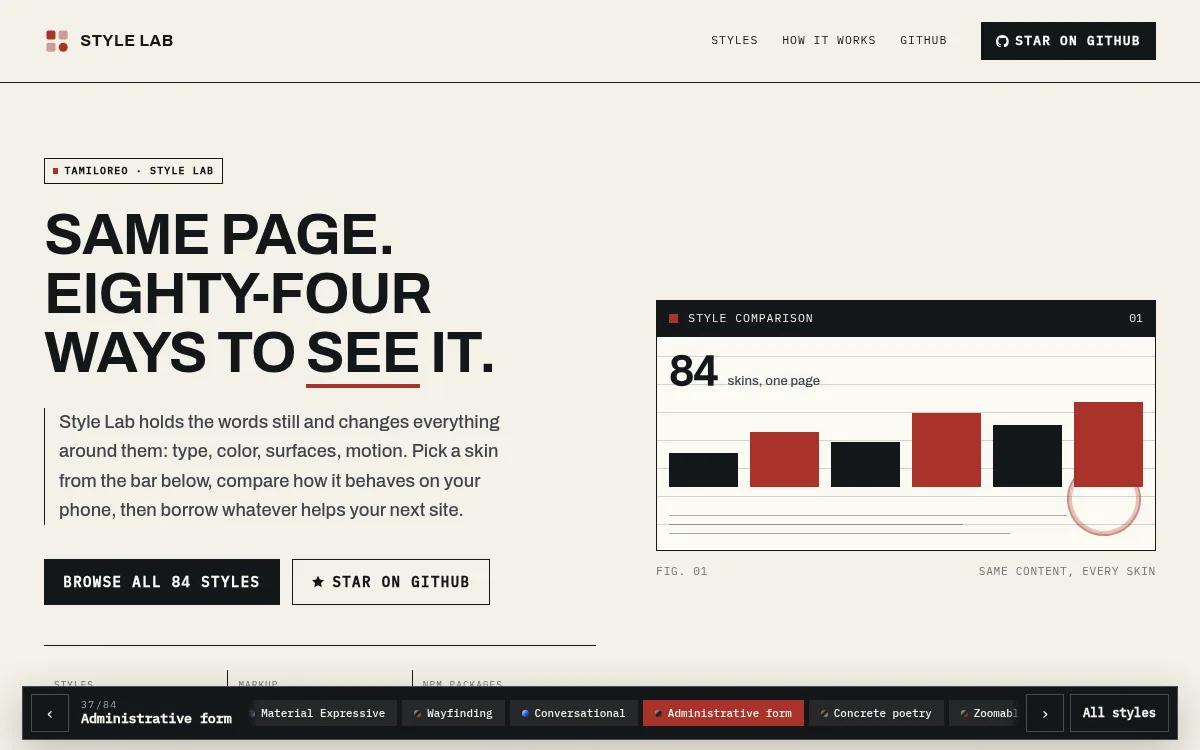 STYLE LAB
STYLES HOW IT WORKS GITHUB STAR ON GITHUB
TAMILOREO · STYLE LAB
SAME PAGE.
EIGHTY-FOUR
WAYS TO SEE IT.
Style Lab holds the words still and changes everything
around them: type, color, surfaces, motion. Pick a skin
from the bar below, compare how it behaves on your
phone, then borrow whatever helps your next site.
BROWSE ALL 84 STYLES STAR ON GITHUB
STYLE COMPARISON 01
84 skins, one page
FIG. 01 SAME CONTENT, EVERY SKIN
STYLES MARKUP NPM PACKAGES
‹ 37/84
Administrative form Material Expressive Wayfinding Conversational Administrative form Concrete poetry Zoomabl › All styles